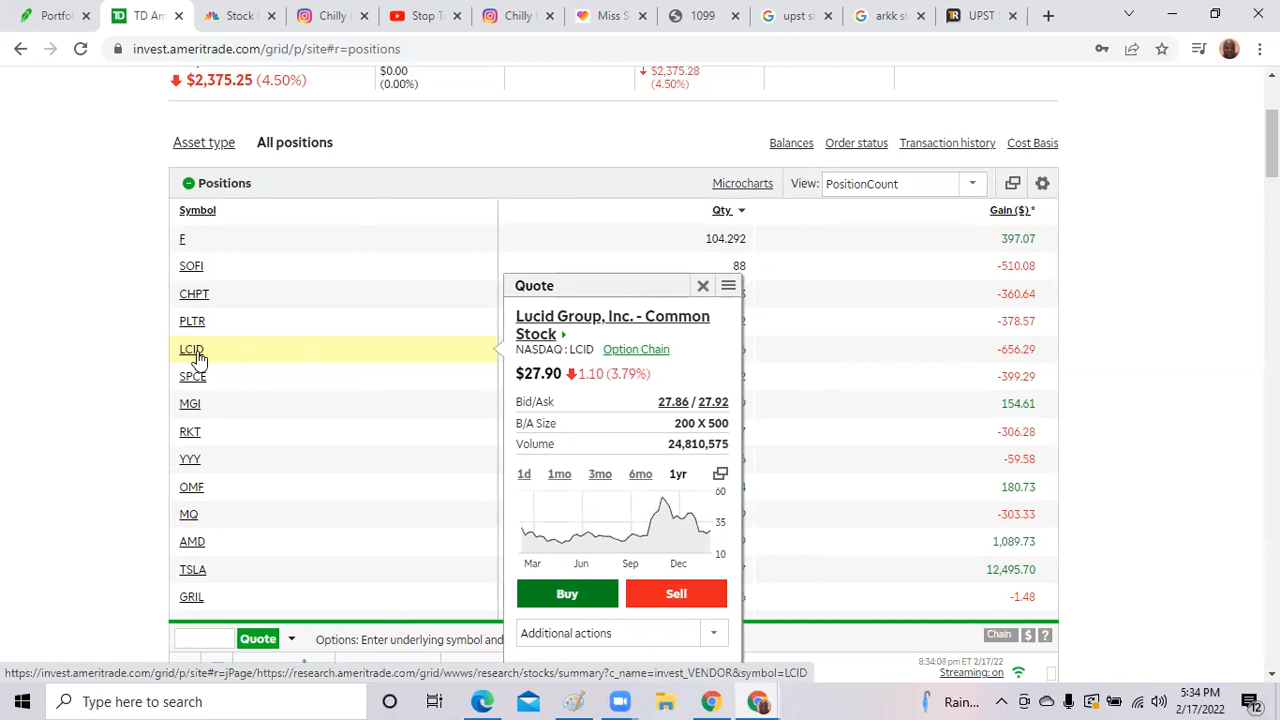 Portfo
TD Am
Stock
Chilly
Stop T
Chilly
Miss S
1099
upst s
arkk st
UPST
invest.ameritrade.com/grid/p/site#r=positions
$2,375.25 (4.50%)
$0.00
(0.00%)
$2,375.28
(4.50%)
Asset type All positions
Balances Order status Transaction history Cost Basis
Positions Microcharts View: PositionCount
Symbol Qty Gain ($) *
F 104.292 397.07
SOFI 88 -510.08
CHPT -360.64
PLTR -378.57
LCID -656.29
SPCE -399.29
MGI 154.61
RKT -306.28
YYY -59.58
OMF 180.73
MQ -303.33
AMD 1,089.73
TSLA 12,495.70
GRIL -1.48
Quote
Lucid Group, Inc. - Common
Stock
NASDAQ : LCID Option Chain
$27.90 1.10 (3.79%)
Bid/Ask 27.86 / 27.92
B/A Size 200 X 500
Volume 24,810,575
1d 1mo 3mo 6mo 1yr
60
35
10
Mar Jun Sep Dec
Buy Sell
Additional actions
Quote Options: Enter underlying symbol and Chain $ ?
8:34:08 pm ET 2/17/22
Streaming: on
https://invest.ameritrade.com/grid/p/site#r=jPage/https://research.ameritrade.com/grid/wwws/research/stocks/summary?c_name=invest_VENDOR&symbol=LCID
Type here to search
Rain...
5:34 PM
2/17/2022
12